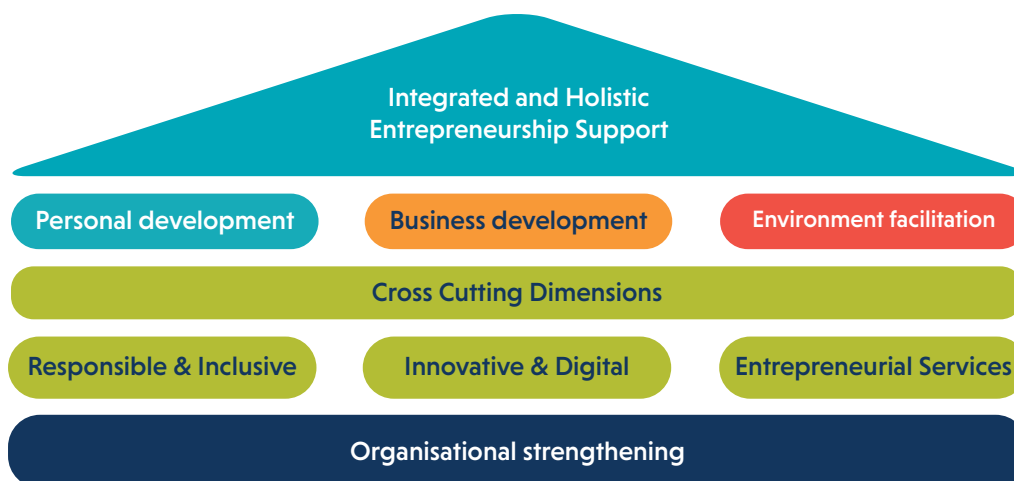 Integrated and Holistic
Entrepreneurship Support
Personal development
Business development
Environment facilitation
Cross Cutting Dimensions
Responsible & Inclusive
Innovative & Digital
Entrepreneurial Services
Organisational strengthening